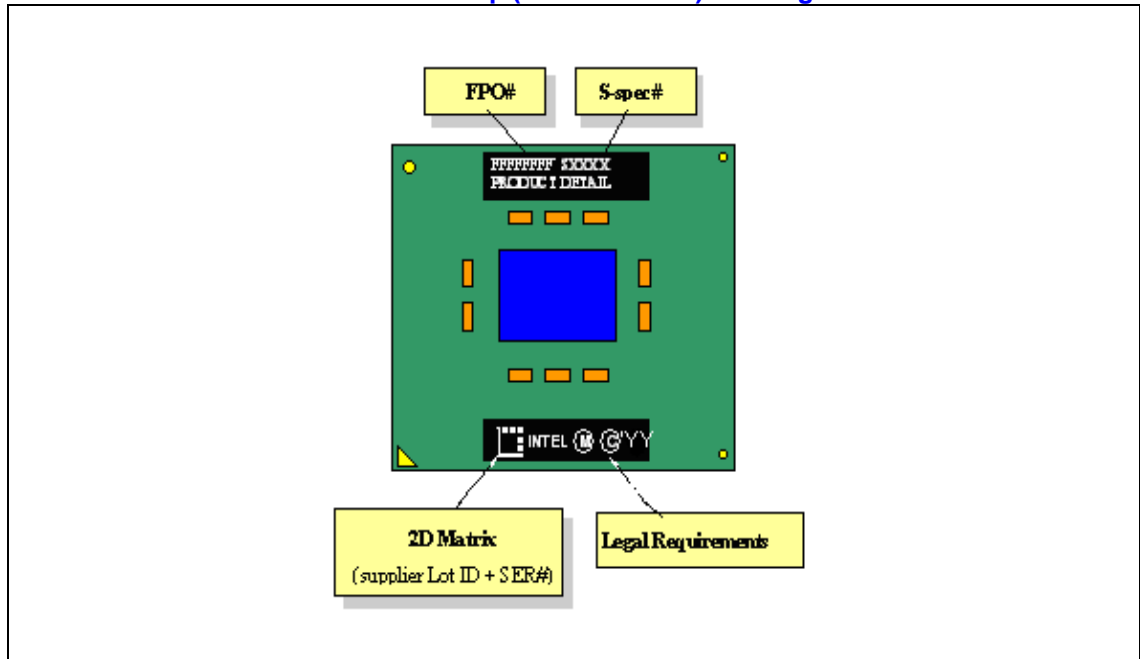 FPO#
S-spec#
FFFFFFFF SXXXX
PRODUCT DETAIL
INTEL Ⓜ ©'YY
2D Matrix
(supplier Lot ID + SER#)
Legal Requirements